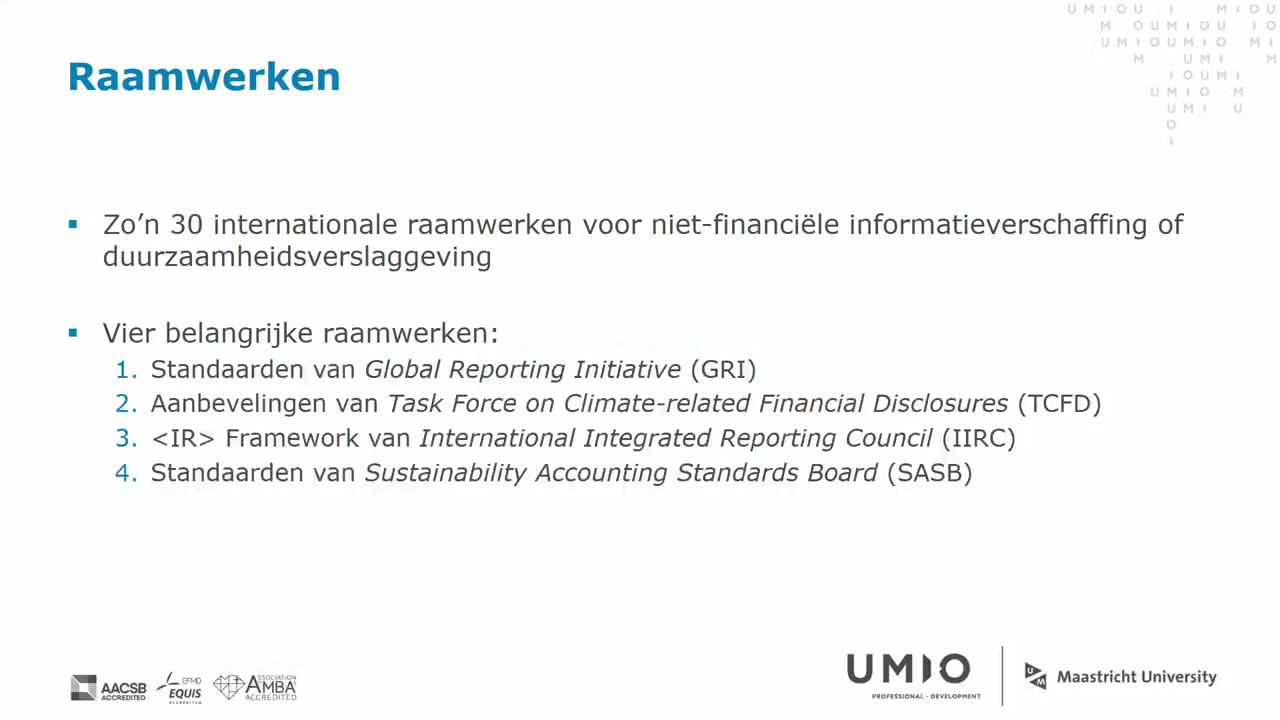 Raamwerken
Zo’n 30 internationale raamwerken voor niet-financiële informatieverschaffing of
duurzaamheidsverslaggeving
Vier belangrijke raamwerken:
1. Standaarden van Global Reporting Initiative (GRI)
2. Aanbevelingen van Task Force on Climate-related Financial Disclosures (TCFD)
3. <IR> Framework van International Integrated Reporting Council (IIRC)
4. Standaarden van Sustainability Accounting Standards Board (SASB)
AACSB
ACCREDITED
EFMD
EQUIS
ACCREDITED
ASSOCIATION
AMBAs
ACCREDITED
UMIO
PROFESSIONAL - DEVELOPMENT
Maastricht University